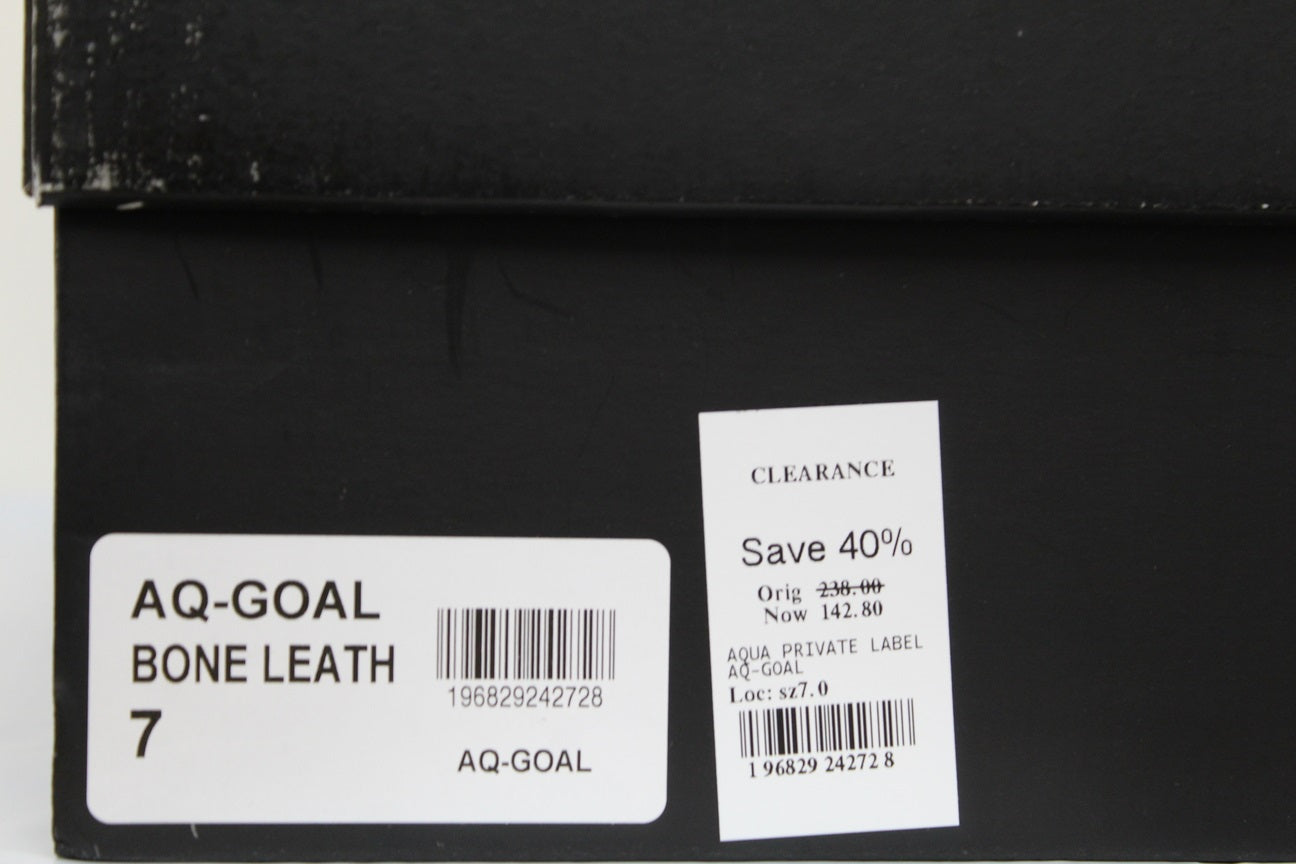 AQ-GOAL
BONE LEATH
7
196829242728
AQ-GOAL
CLEARANCE
Save 40%
Orig 238.00
Now 142.80
AQUA PRIVATE LABEL
AQ-GOAL
Loc: sz7.0
1 96829 24272 8